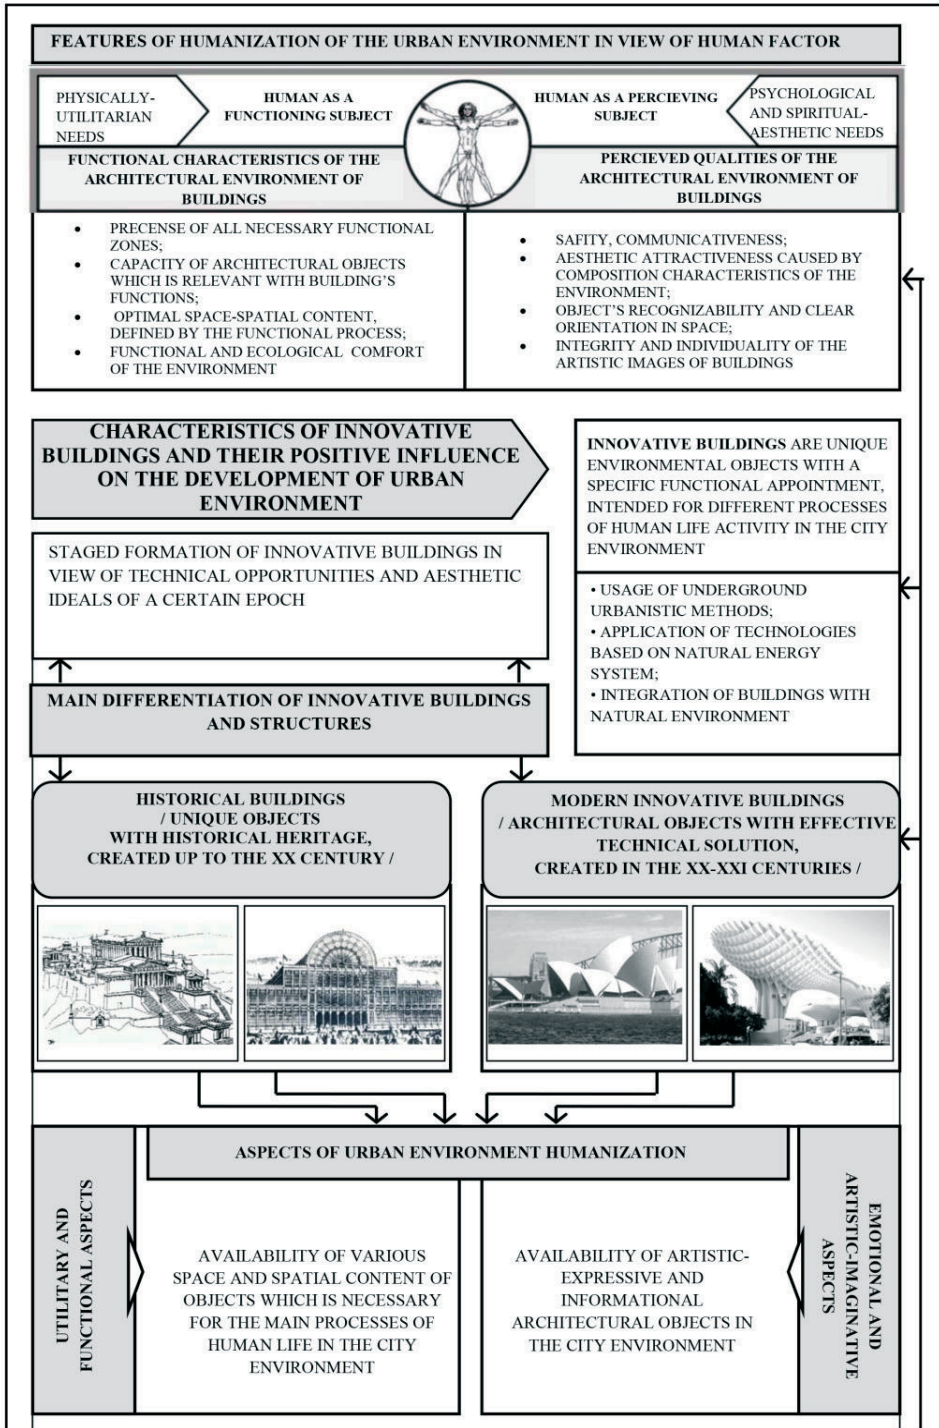 FEATURES OF HUMANIZATION OF THE URBAN ENVIRONMENT IN VIEW OF HUMAN FACTOR
PHYSICALLY-
UTILITARIAN
NEEDS
HUMAN AS A
FUNCTIONING SUBJECT
HUMAN AS A PERCIEVING
SUBJECT
PSYCHOLOGICAL
AND SPIRITUAL-
AESTHETIC NEEDS
FUNCTIONAL CHARACTERISTICS OF THE
ARCHITECTURAL ENVIRONMENT OF
BUILDINGS
PERCIEVED QUALITIES OF THE
ARCHITECTURAL ENVIRONMENT OF
BUILDINGS
• PRECENSE OF ALL NECESSARY FUNCTIONAL
ZONES;
• CAPACITY OF ARCHITECTURAL OBJECTS
WHICH IS RELEVANT WITH BUILDING'S
FUNCTIONS;
• OPTIMAL SPACE-SPATIAL CONTENT,
DEFINED BY THE FUNCTIONAL PROCESS;
• FUNCTIONAL AND ECOLOGICAL COMFORT
OF THE ENVIRONMENT
• SAFITY, COMMUNICATIVENESS;
• AESTHETIC ATTRACTIVENESS CAUSED BY
COMPOSITION CHARACTERISTICS OF THE
ENVIRONMENT;
• OBJECT'S RECOGNIZABILITY AND CLEAR
ORIENTATION IN SPACE;
• INTEGRITY AND INDIVIDUALITY OF THE
ARTISTIC IMAGES OF BUILDINGS
CHARACTERISTICS OF INNOVATIVE
BUILDINGS AND THEIR POSITIVE INFLUENCE
ON THE DEVELOPMENT OF URBAN
ENVIRONMENT
INNOVATIVE BUILDINGS ARE UNIQUE
ENVIRONMENTAL OBJECTS WITH A
SPECIFIC FUNCTIONAL APPOINTMENT,
INTENDED FOR DIFFERENT PROCESSES
OF HUMAN LIFE ACTIVITY IN THE CITY
ENVIRONMENT
STAGED FORMATION OF INNOVATIVE BUILDINGS IN
VIEW OF TECHNICAL OPPORTUNITIES AND AESTHETIC
IDEALS OF A CERTAIN EPOCH
• USAGE OF UNDERGROUND
URBANISTIC METHODS;
• APPLICATION OF TECHNOLOGIES
BASED ON NATURAL ENERGY
SYSTEM;
• INTEGRATION OF BUILDINGS WITH
NATURAL ENVIRONMENT
MAIN DIFFERENTIATION OF INNOVATIVE BUILDINGS
AND STRUCTURES
HISTORICAL BUILDINGS
/ UNIQUE OBJECTS
WITH HISTORICAL HERITAGE,
CREATED UP TO THE XX CENTURY /
MODERN INNOVATIVE BUILDINGS
/ ARCHITECTURAL OBJECTS WITH EFFECTIVE
TECHNICAL SOLUTION,
CREATED IN THE XX-XXI CENTURIES /
ASPECTS OF URBAN ENVIRONMENT HUMANIZATION
UTILITARY AND
FUNCTIONAL ASPECTS
AVAILABILITY OF VARIOUS
SPACE AND SPATIAL CONTENT OF
OBJECTS WHICH IS NECESSARY
FOR THE MAIN PROCESSES OF
HUMAN LIFE IN THE CITY
ENVIRONMENT
AVAILABILITY OF ARTISTIC-
EXPRESSIVE AND
INFORMATIONAL
ARCHITECTURAL OBJECTS IN
THE CITY ENVIRONMENT
EMOTIONAL AND
ARTISTIC-IMAGINATIVE
ASPECTS